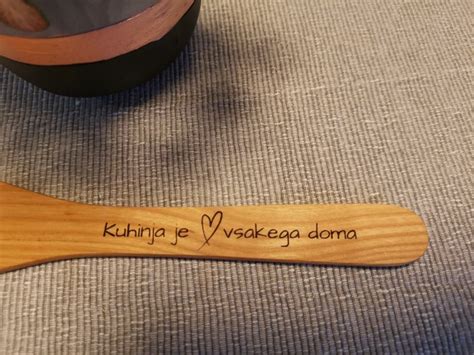 Kuhinja je ♡ vsakega doma